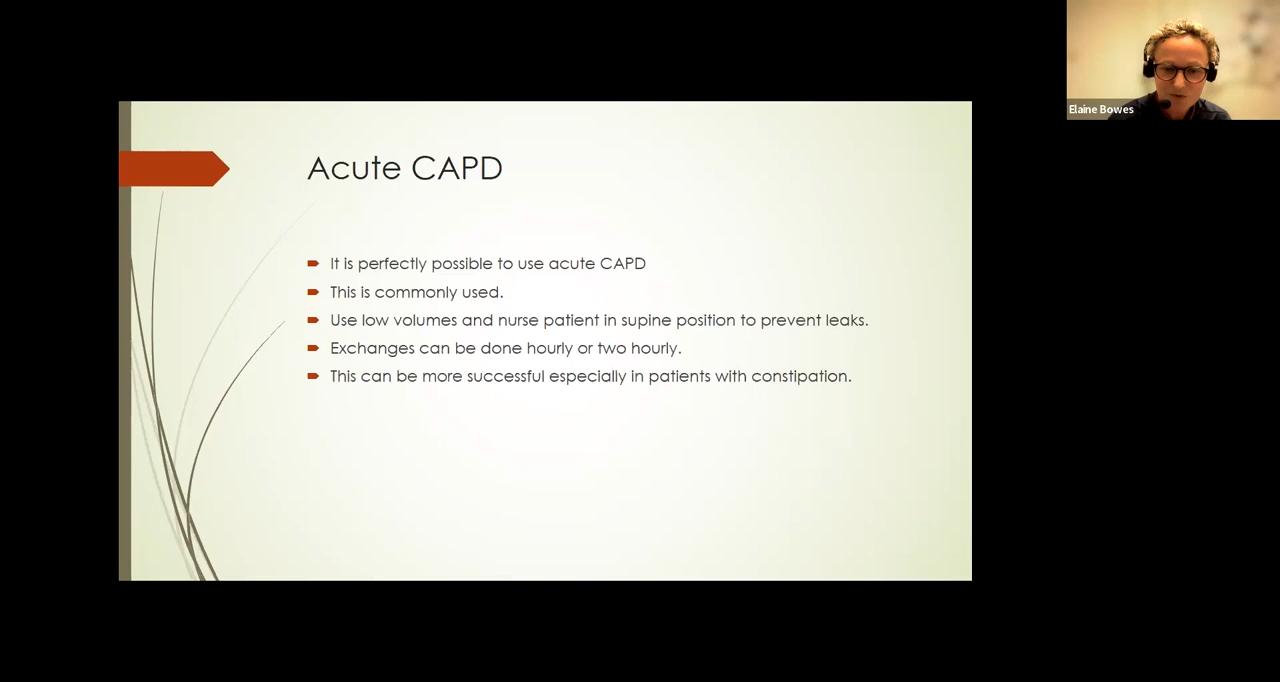 Elaine Bowes
Acute CAPD
It is perfectly possible to use acute CAPD
This is commonly used.
Use low volumes and nurse patient in supine position to prevent leaks.
Exchanges can be done hourly or two hourly.
This can be more successful especially in patients with constipation.